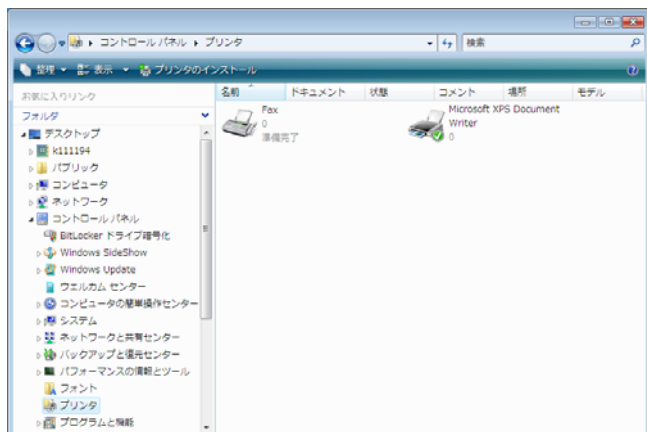 コントロール パネル ▸ プリンタ
検索
整理 表示 プリンタのインストール
お気に入りリンク
名前 ドキュメント 状態 コメント 場所 モデル
フォルダ
デスクトップ
k111194
パブリック
コンピュータ
ネットワーク
コントロール パネル
BitLocker ドライブ暗号化
Windows SideShow
Windows Update
ウェルカム センター
コンピュータの簡単操作センター
システム
ネットワークと共有センター
バックアップと復元センター
パフォーマンスの情報とツール
フォント
プリンタ
プログラムと機能
Fax
0
準備完了
Microsoft XPS Document
Writer
0